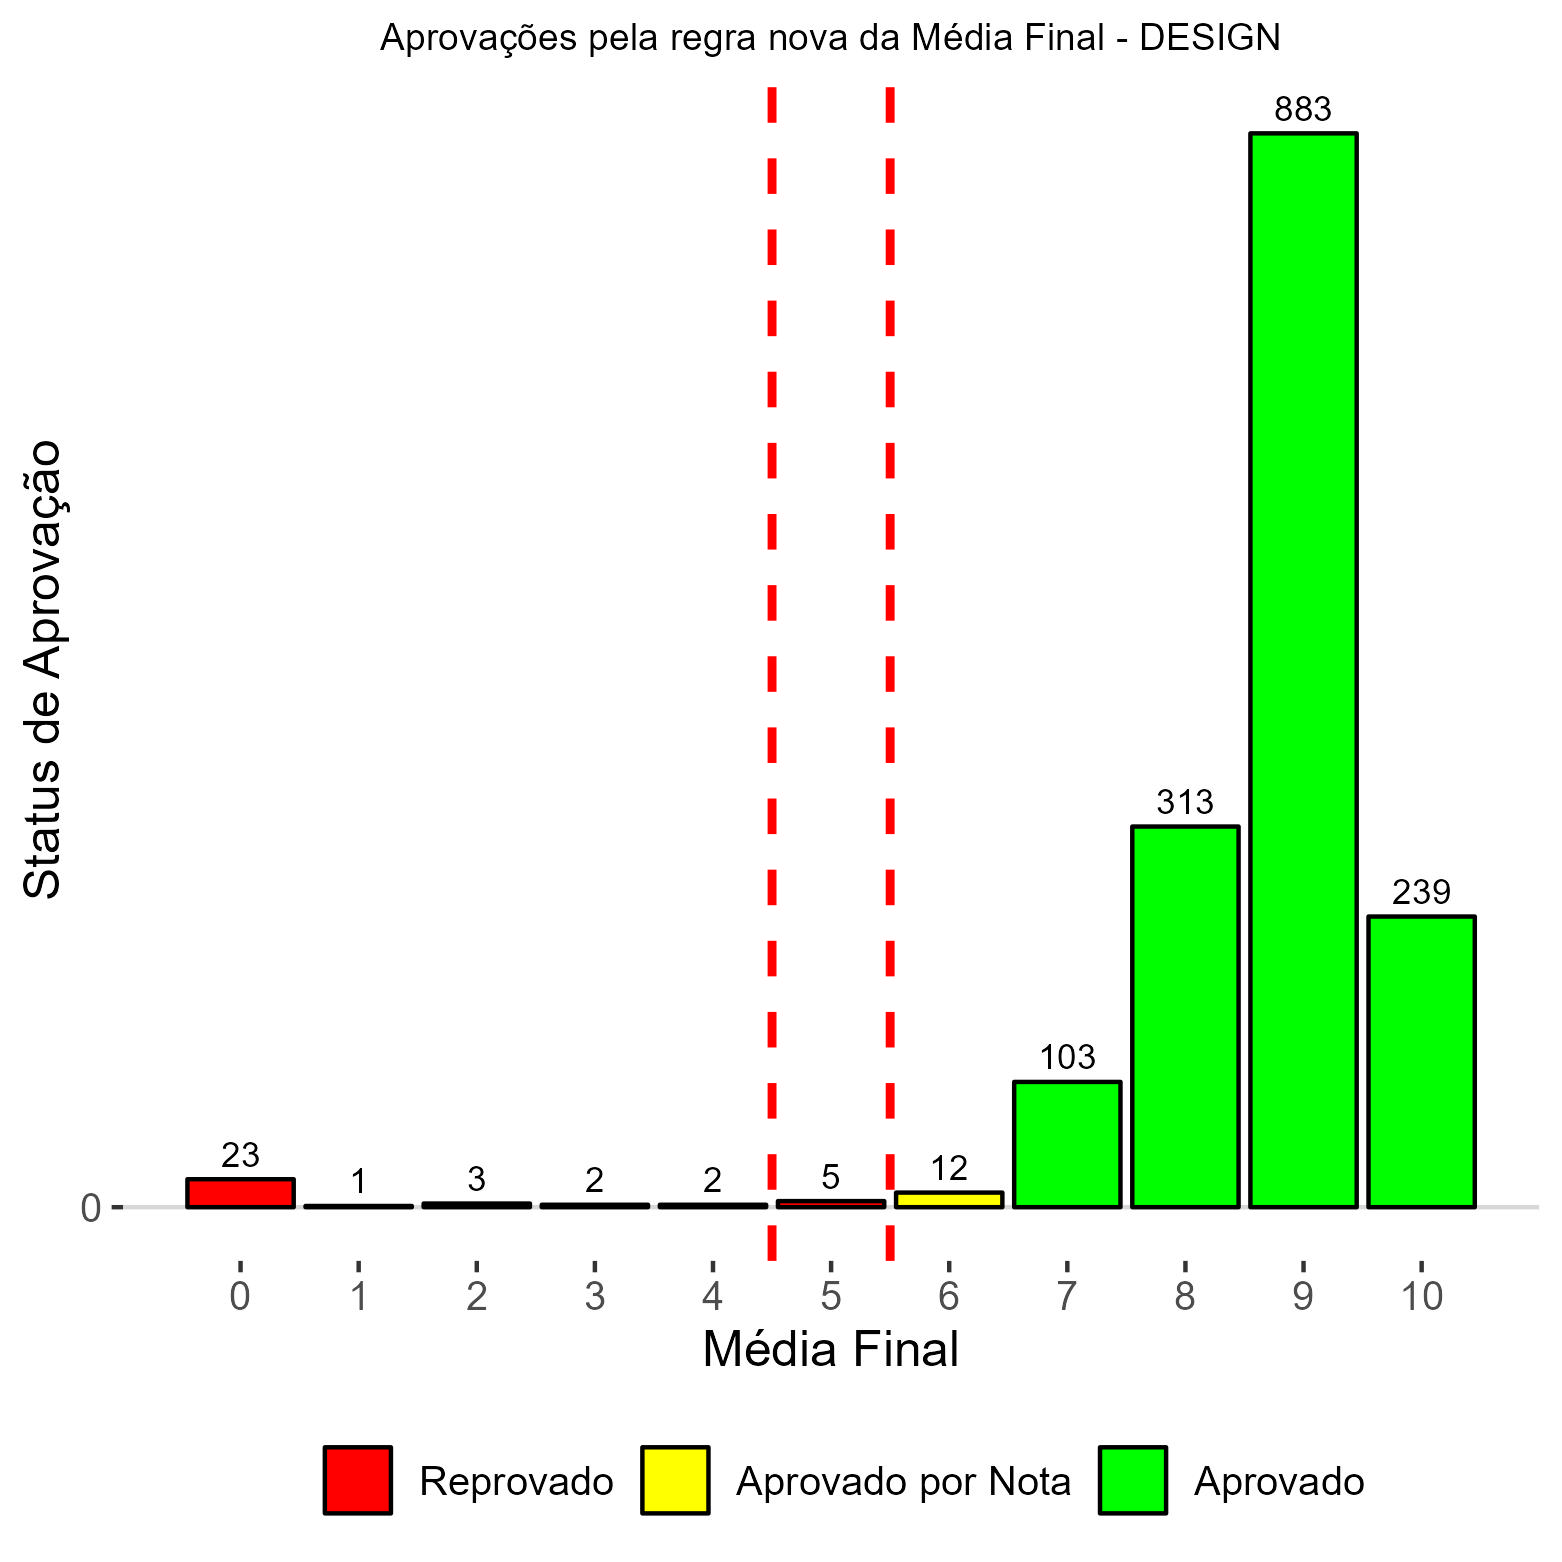 Aprovações pela regra nova da Média Final - DESIGN
883
313
239
103
23
1
3
2
2
5
12
Status de Aprovação
0
0 1 2 3 4 5 6 7 8 9 10
Média Final
Reprovado Aprovado por Nota Aprovado